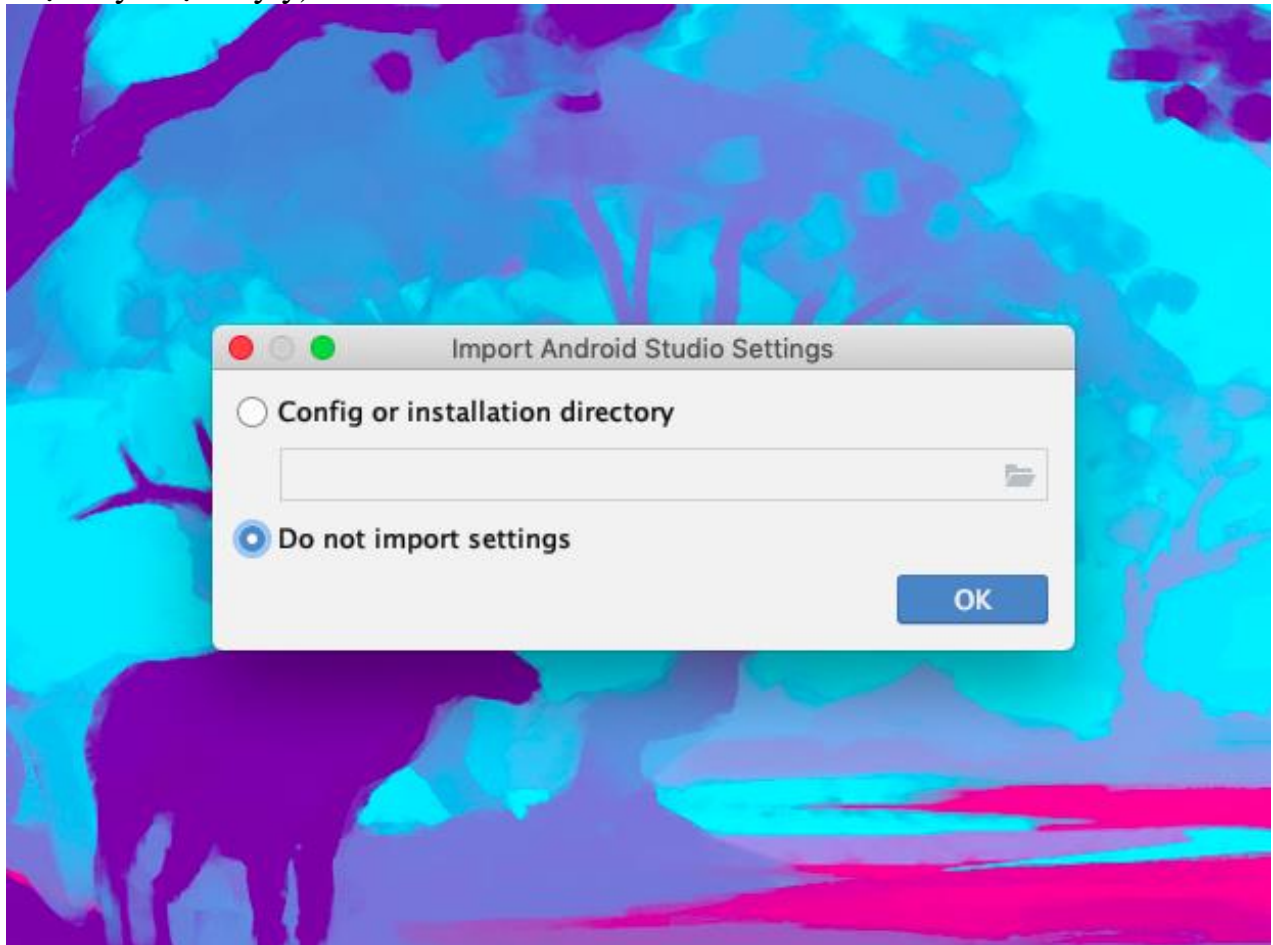 Import Android Studio Settings
Config or installation directory
Do not import settings
OK